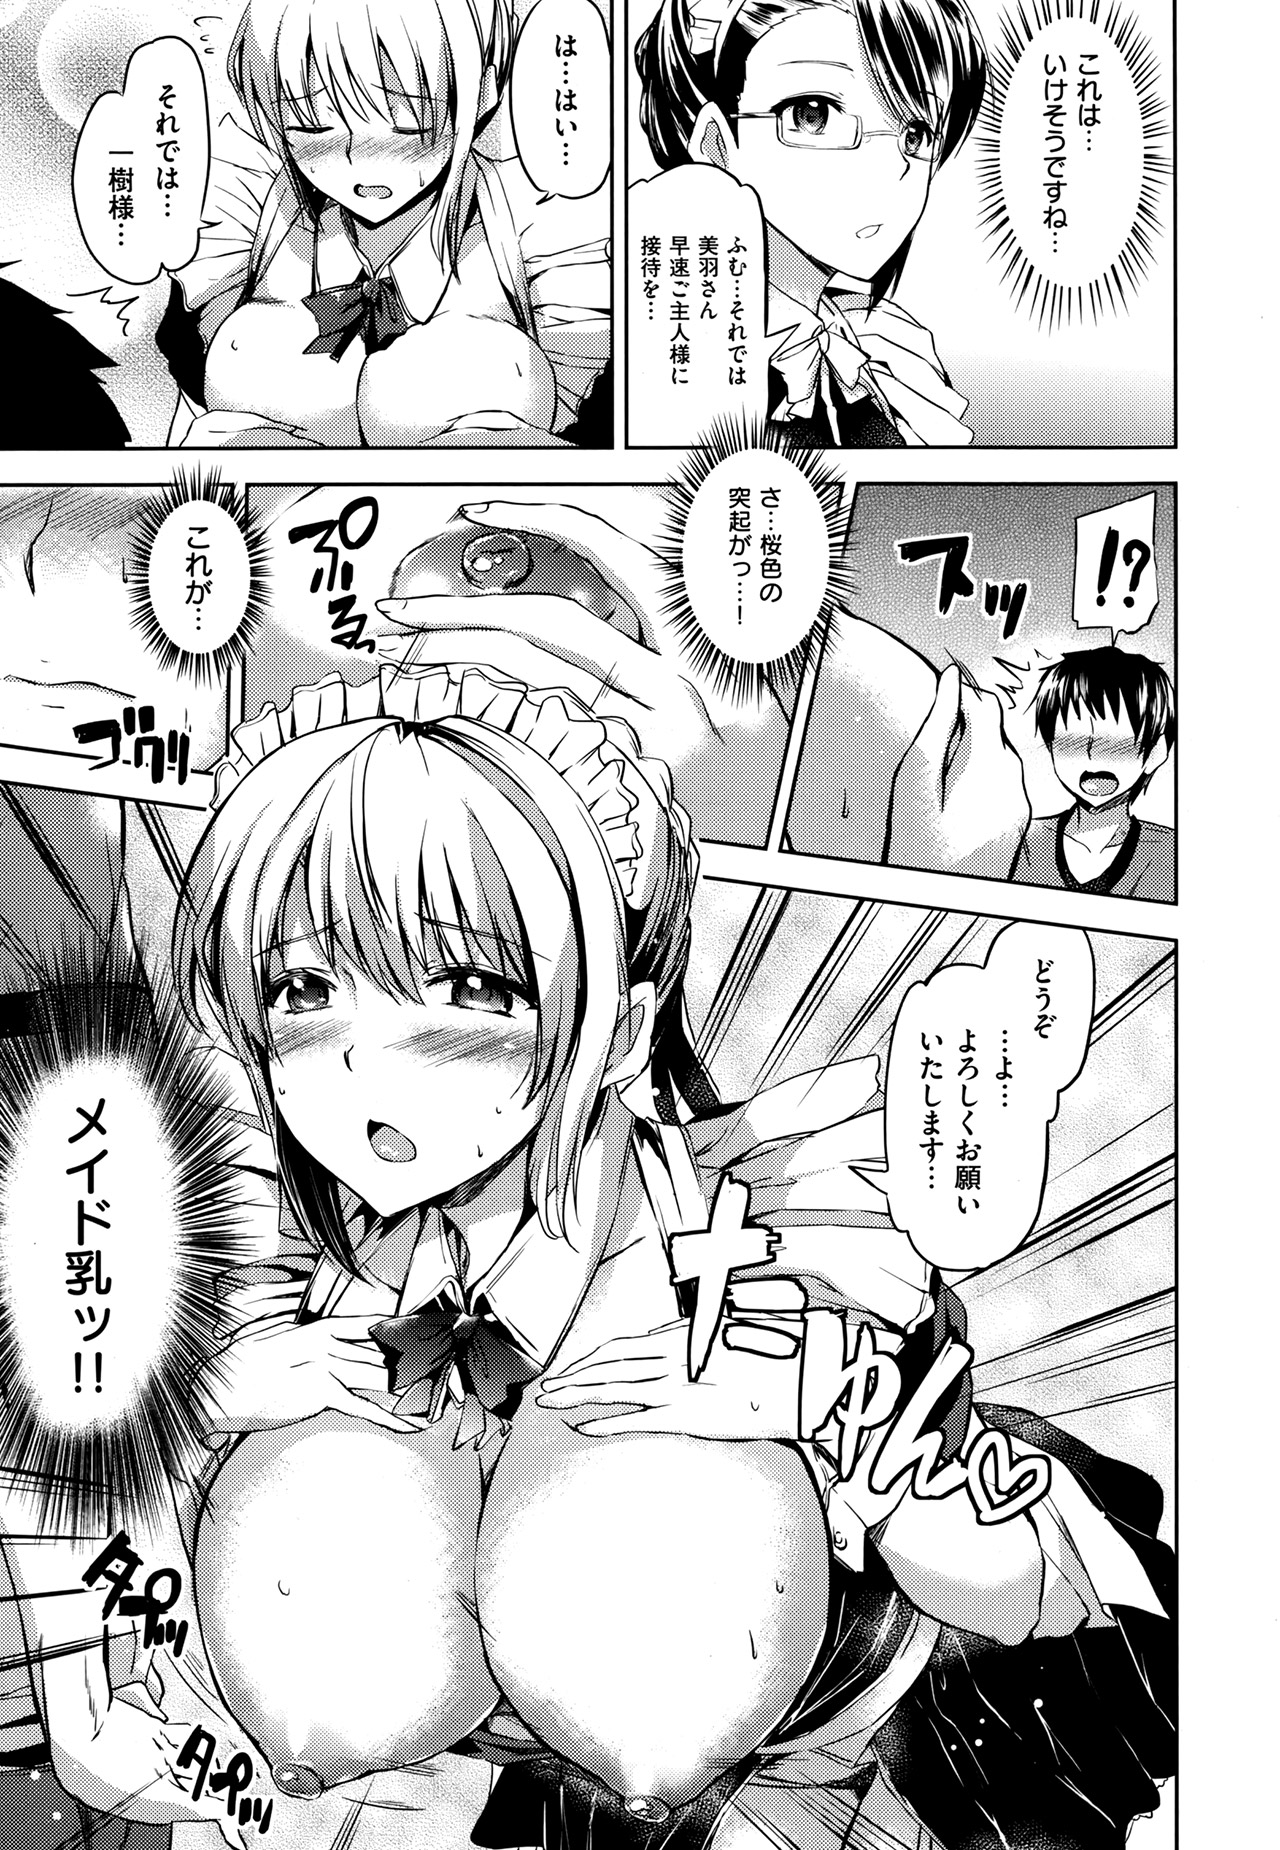 これは…
いけそうですね…
ふむ…それでは
美羽さん
早速ご主人様に
接待を…
は…はい…
それでは…
一樹様…
!?
スッ
さ…桜色の
突起がっ…!
ぷるっ
これが…
ゴクリ
どうぞ
…よ…
よろしくお願い
いたします…
たゆん♡
メイド乳ッ!!
タプッ
タプッ